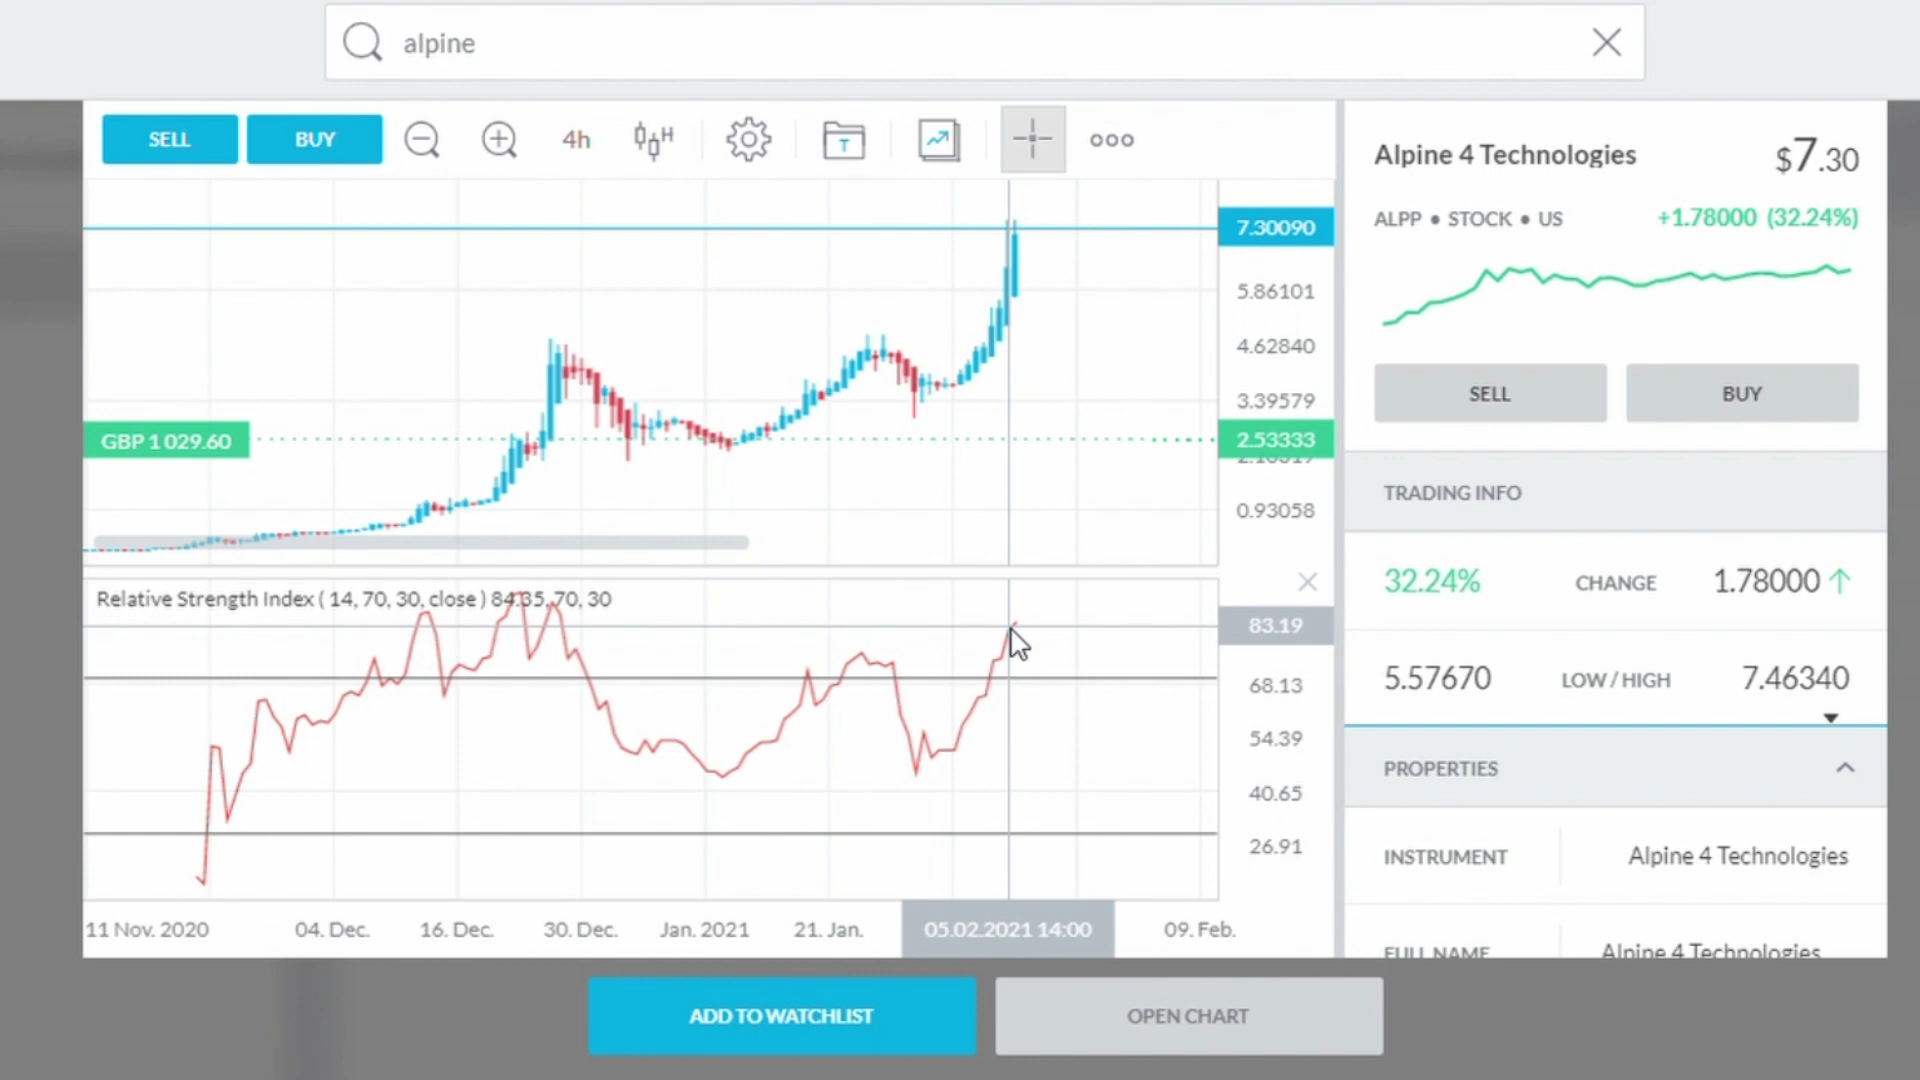 alpine
SELL BUY 4h H T
7.30090
5.86101
4.62840
3.39579
GBP 1 029.60
2.53333
0.93058
Relative Strength Index ( 14, 70, 30, close ) 84.35, 70, 30
83.19
68.13
54.39
40.65
26.91
11 Nov. 2020 04. Dec. 16. Dec. 30. Dec. Jan. 2021 21. Jan. 05.02.2021 14:00 09. Feb.
Alpine 4 Technologies $7.30
ALPP • STOCK • US +1.78000 (32.24%)
SELL BUY
TRADING INFO
32.24% CHANGE 1.78000
5.57670 LOW / HIGH 7.46340
PROPERTIES
INSTRUMENT Alpine 4 Technologies
FULL NAME Alpine 4 Technologies
ADD TO WATCHLIST OPEN CHART